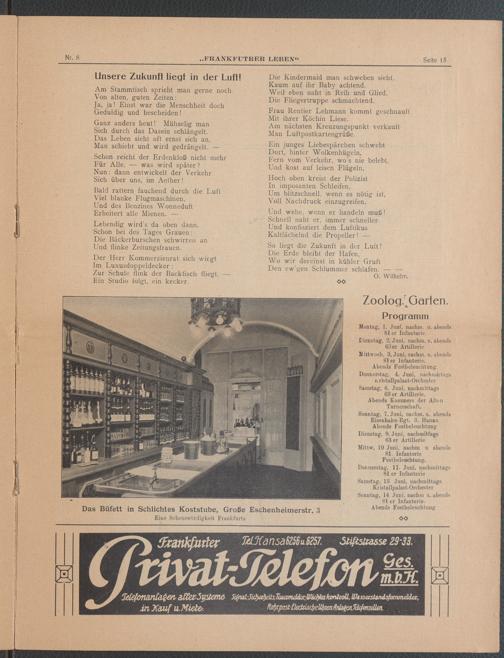 Nr. 8
„FRANKFURTER LEBEN“
Seite 15
Unsere Zukunft liegt in der Luft!
Am Stammtisch spricht man gerne noch
Von alten, guten Zeiten:
Ja, ja! Einst war die Menschheit doch
Geduldig und bescheiden!
Ganz anders heut! Mühselig man
Sich durch das Dasein schlängelt.
Das Leben sieht oft ernst sich an,
Man schiebt und wird gedrängelt. —
Schon reicht der Erdenkloß nicht mehr
Für Alle, — was wird später?
Nun: dann entwickelt der Verkehr
Sich über uns, im Aether!
Bald rattern fauchend durch die Luft
Viel blanke Flugmaschinen,
Und des Benzines Wonneduft
Erheitert alle Mienen. —
Lebendig wird's da oben dann,
Schon bei des Tages Grauen:
Die Bäckerburschen schwirren an
Und flinke Zeitungsfrauen.
Der Herr Kommerzienrat sich wiegt
Im Luxusdoppeldecker:
Zur Schule flink der Backfisch fliegt, —
Ein Studio folgt, ein kecker.
Die Kindermaid man schweben sieht,
Kaum auf ihr Baby achtend,
Weil oben naht in Reih und Glied,
Die Fliegertruppe schmachtend.
Frau Rentier Lehmann kommt geschnauft
Mit ihrer Köchin Liese.
Am nächsten Kreuzungspunkt verkauft
Man Luftpostkartengrüße.
Ein junges Liebespärchen schwebt
Dort, hinter Wolkenhügeln,
Fern vom Verkehr, wo's nie belebt,
Und kost auf leisen Flügeln.
Hoch oben kreist der Polizist
In imposanten Schleifen,
Um blitzschnell, wenn es nötig ist,
Voll Nachdruck einzugreifen.
Und wehe, wenn er handeln muß!
Schnell naht er, immer schneller
Und konfisziert dem Luftikus
Kaltlächelnd die Propeller! —
So liegt die Zukunft in der Luft!
Die Erde bleibt der Hafen,
Wo wir dereinst in kühler Gruft
Den ew'gen Schlummer schlafen. — —
O. Wilhelm.
Das Büfett in Schlichtes Koststube, Große Eschenheimerstr. 3
Eine Sehenswürdigkeit Frankfurts
Zoolog. Garten.
Programm
Montag, 1. Juni, nachm. u. abends
81er Infanterie.
Dienstag, 2. Juni, nachm. u. abends
63er Artillerie
Mittwoch, 3. Juni, nachm. u. abends
81er Infanterie.
Abends Festbeleuchtung
Donnerstag, 4. Juni, nachmittags
Kristallpalast-Orchester
Samstag, 6. Juni, nachmittags
63er Artillerie.
Abends Kommers der Alten
Turnerschaft.
Sonntag, 7. Juni, nachm. u. abends
Eisenbahn-Rgt. 3. Hanau
Abends Festbeleuchtung
Dienstag, 9. Juni, nachmittags
63er Artillerie
Mittw., 10. Juni, nachm. u. abends
81. Infanterie
Festbeleuchtung.
Donnerstag, 11. Juni, nachmittags
81er Infanterie
Samstag, 13. Juni, nachmittags
Kristallpalast-Orchester
Sonntag, 14. Juni, nachm. u. abends
81er Infanterie.
Abends Festbeleuchtung
Frankfurter Tel. Hansa 6256 u. 6257. Stiftstrasse 29-33.
Privat-Telefon Ges. m.b.H.
Telefonanlagen aller Systeme
in Kauf u. Miete.